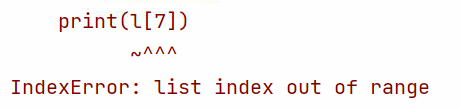 print(l[7])
~^^^
IndexError: list index out of range